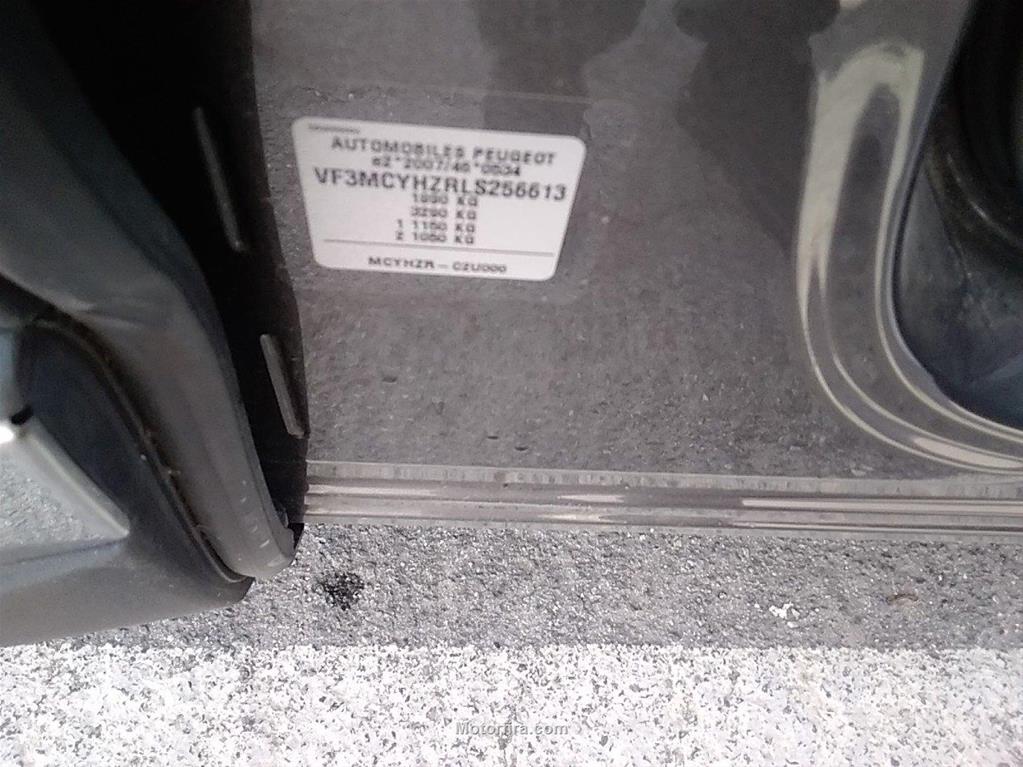 AUTOMOBILES PEUGEOT
e2*2007/46*0534
VF3MCYHZRLS256613
1890 KG
3290 KG
1 1150 KG
2 1060 KG
MCYHZR - C2U000
Motorfira.com